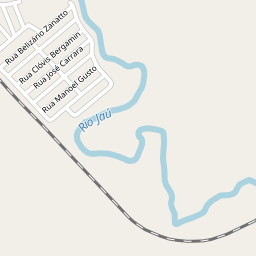 Rua Belizário Zanatto
Rua Clóvis Bergamin
Rua José Carrara
Rua Manoel Gusto
Rio Jaú